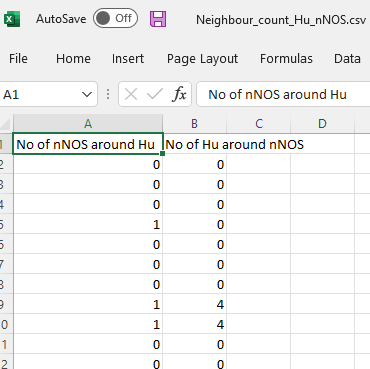 AutoSave Off Neighbour_count_Hu_nNOS.csv
File Home Insert Page Layout Formulas Data
A1 fx No of nNOS around Hu
A B C D
1 No of nNOS around Hu No of Hu around nNOS
2 0 0
3 0 0
4 0 0
5 1 0
6 0 0
7 0 0
8 0 0
9 1 4
0 1 4
1 0 0
2 0 0